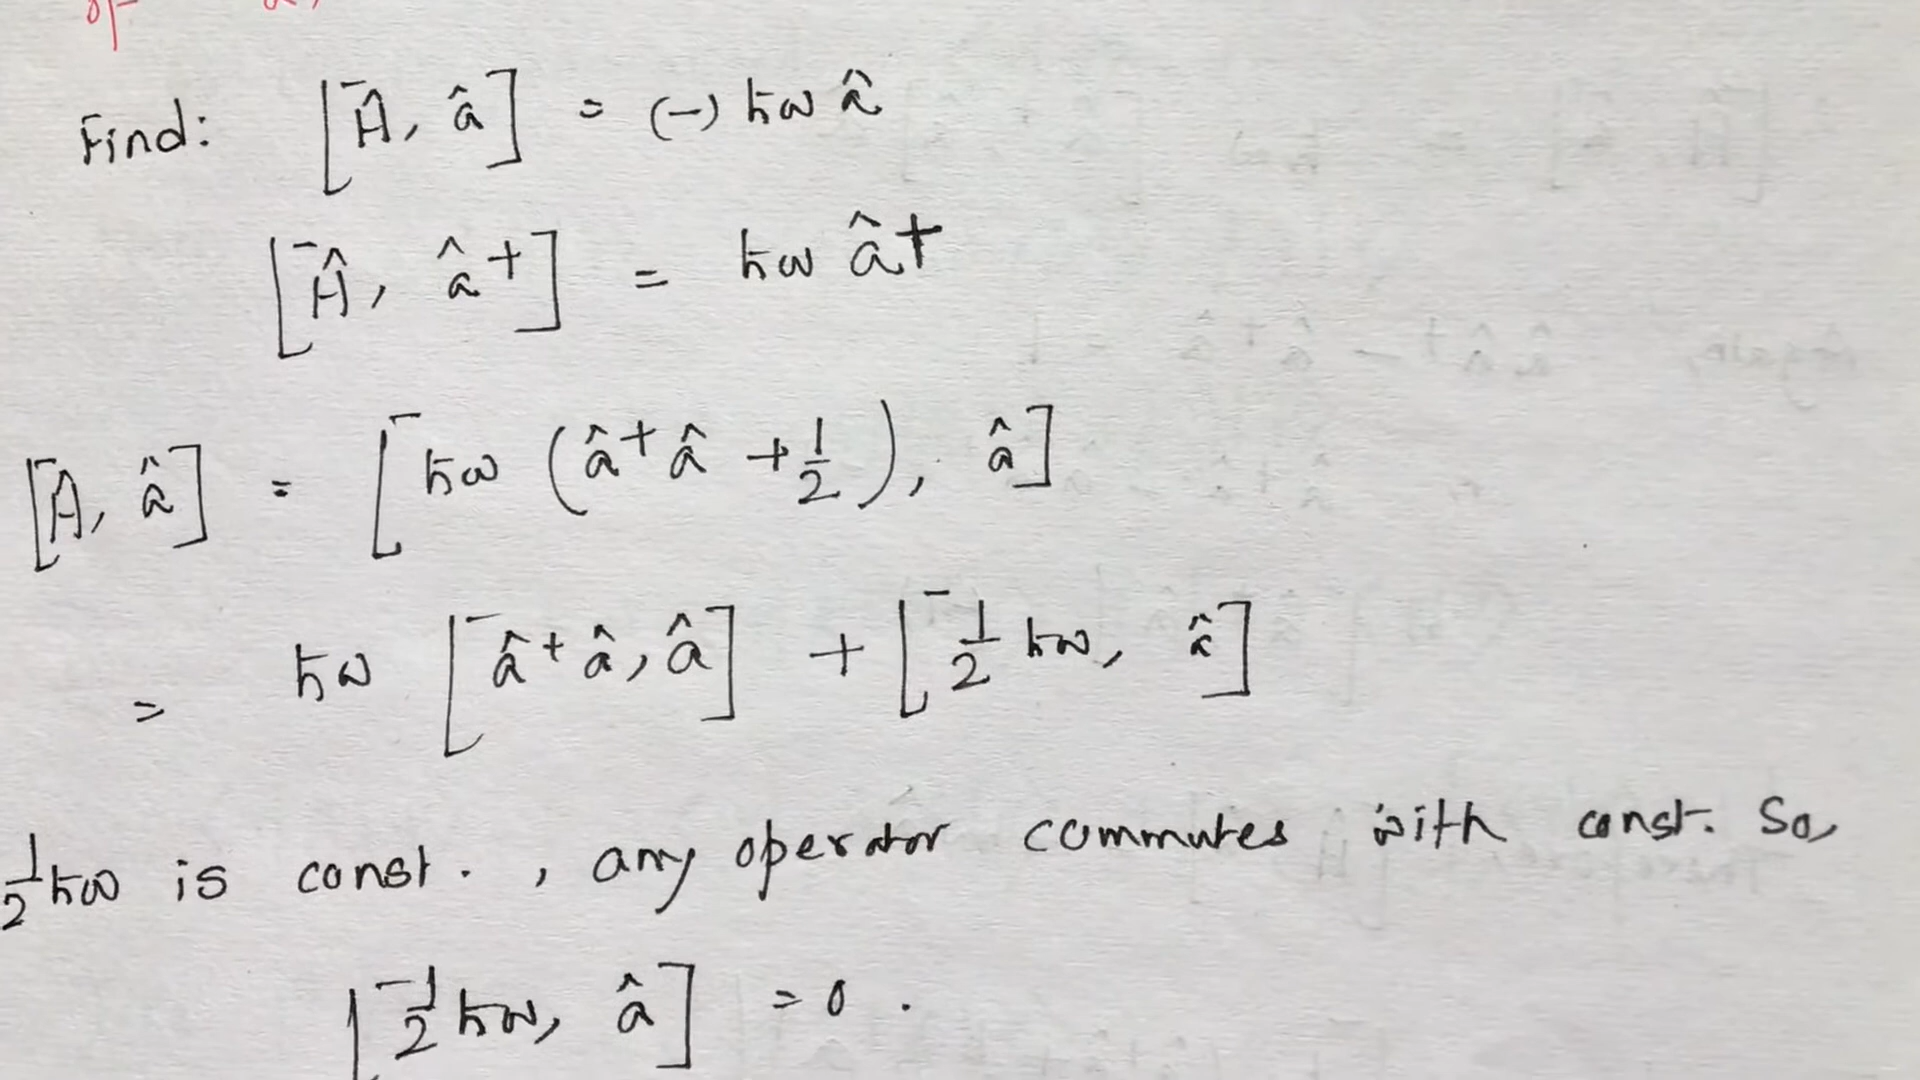 Find: [Ĥ, â] = (-) ħω â
[Ĥ, â†] = ħω â†
[Ĥ, â] = [ħω (â†â + 1/2), â]
= ħω [â†â, â] + [1/2 ħω, â]
1/2 ħω is const. , any operator commutes with const. So,
[1/2 ħω, â] = 0 .